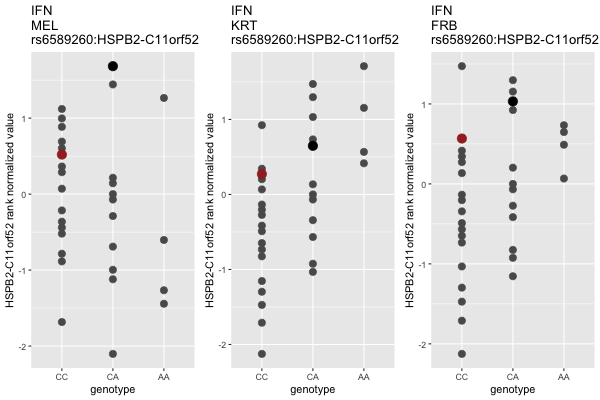 IFN
MEL
rs6589260:HSPB2-C11orf52
HSPB2-C11orf52 rank normalized value
1
0
-1
-2
CC
CA
AA
genotype
IFN
KRT
rs6589260:HSPB2-C11orf52
HSPB2-C11orf52 rank normalized value
1
0
-1
-2
CC
CA
AA
genotype
IFN
FRB
rs6589260:HSPB2-C11orf52
HSPB2-C11orf52 rank normalized value
1
0
-1
-2
CC
CA
AA
genotype